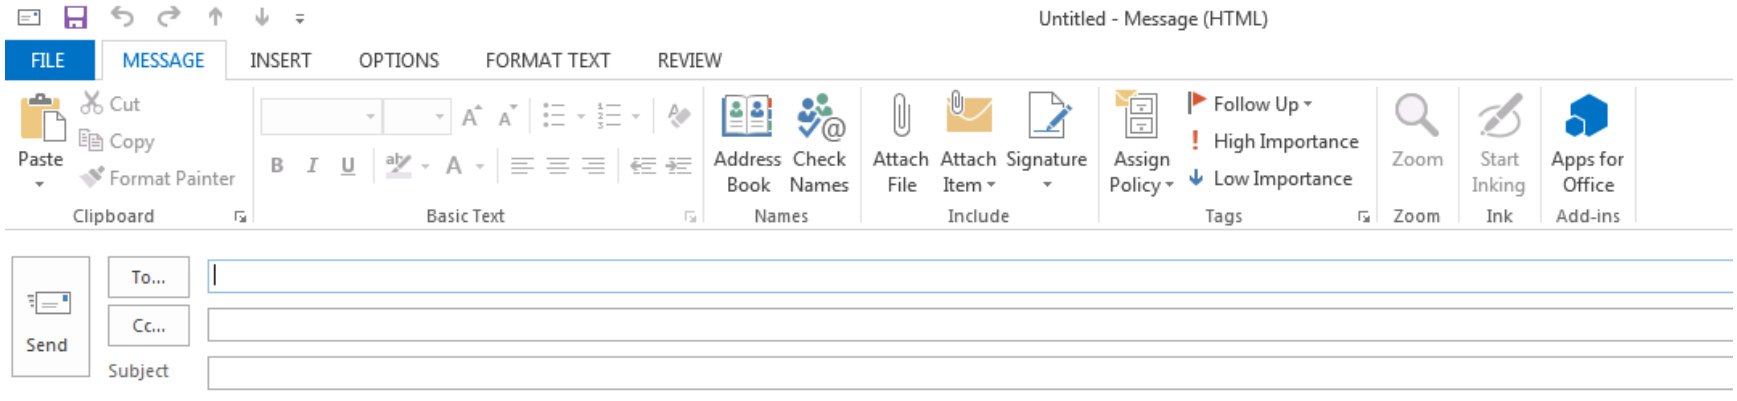 Untitled - Message (HTML)
FILE MESSAGE INSERT OPTIONS FORMAT TEXT REVIEW
Paste
Cut
Copy
Format Painter
Clipboard
A A
B I U ab A
Basic Text
Address Book
Check Names
Names
Attach File
Attach Item
Signature
Include
Assign Policy
Follow Up
High Importance
Low Importance
Tags
Zoom
Zoom
Start Inking
Ink
Apps for Office
Add-ins
Send
To...
Cc...
Subject